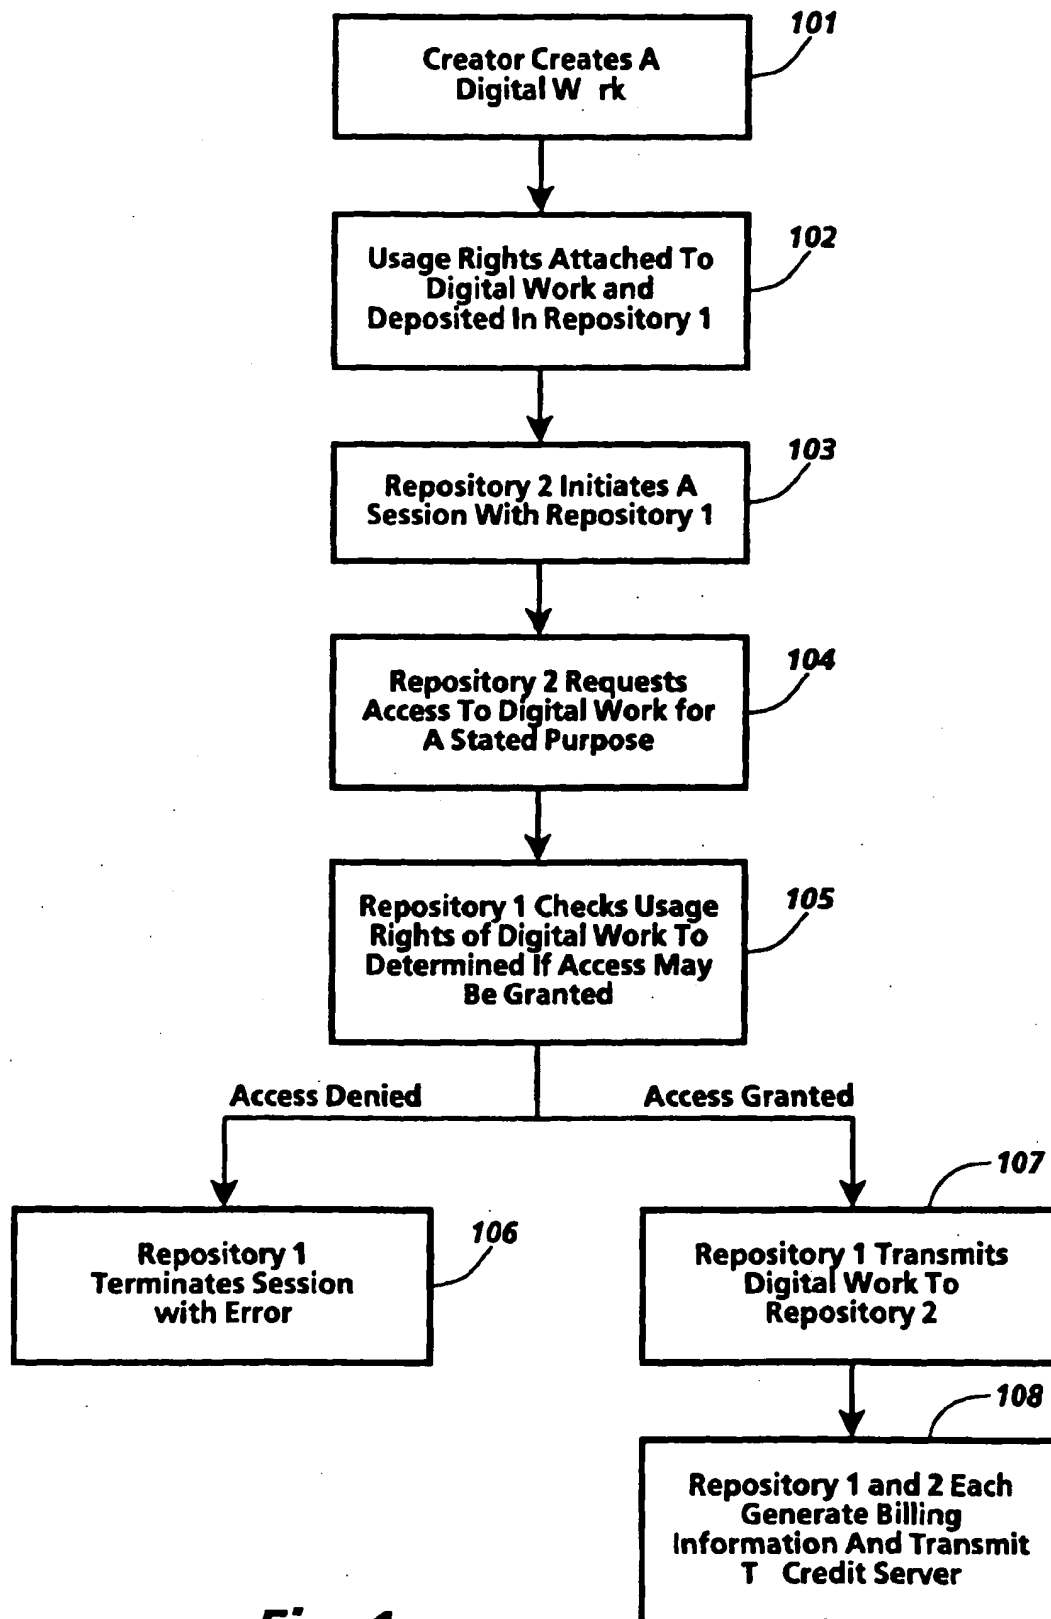 101
Creator Creates A
Digital W rk
102
Usage Rights Attached To
Digital Work and
Deposited In Repository 1
103
Repository 2 Initiates A
Session With Repository 1
104
Repository 2 Requests
Access To Digital Work for
A Stated Purpose
105
Repository 1 Checks Usage
Rights of Digital Work To
Determined If Access May
Be Granted
Access Denied
Access Granted
107
106
Repository 1
Terminates Session
with Error
Repository 1 Transmits
Digital Work To
Repository 2
108
Repository 1 and 2 Each
Generate Billing
Information And Transmit
T Credit Server